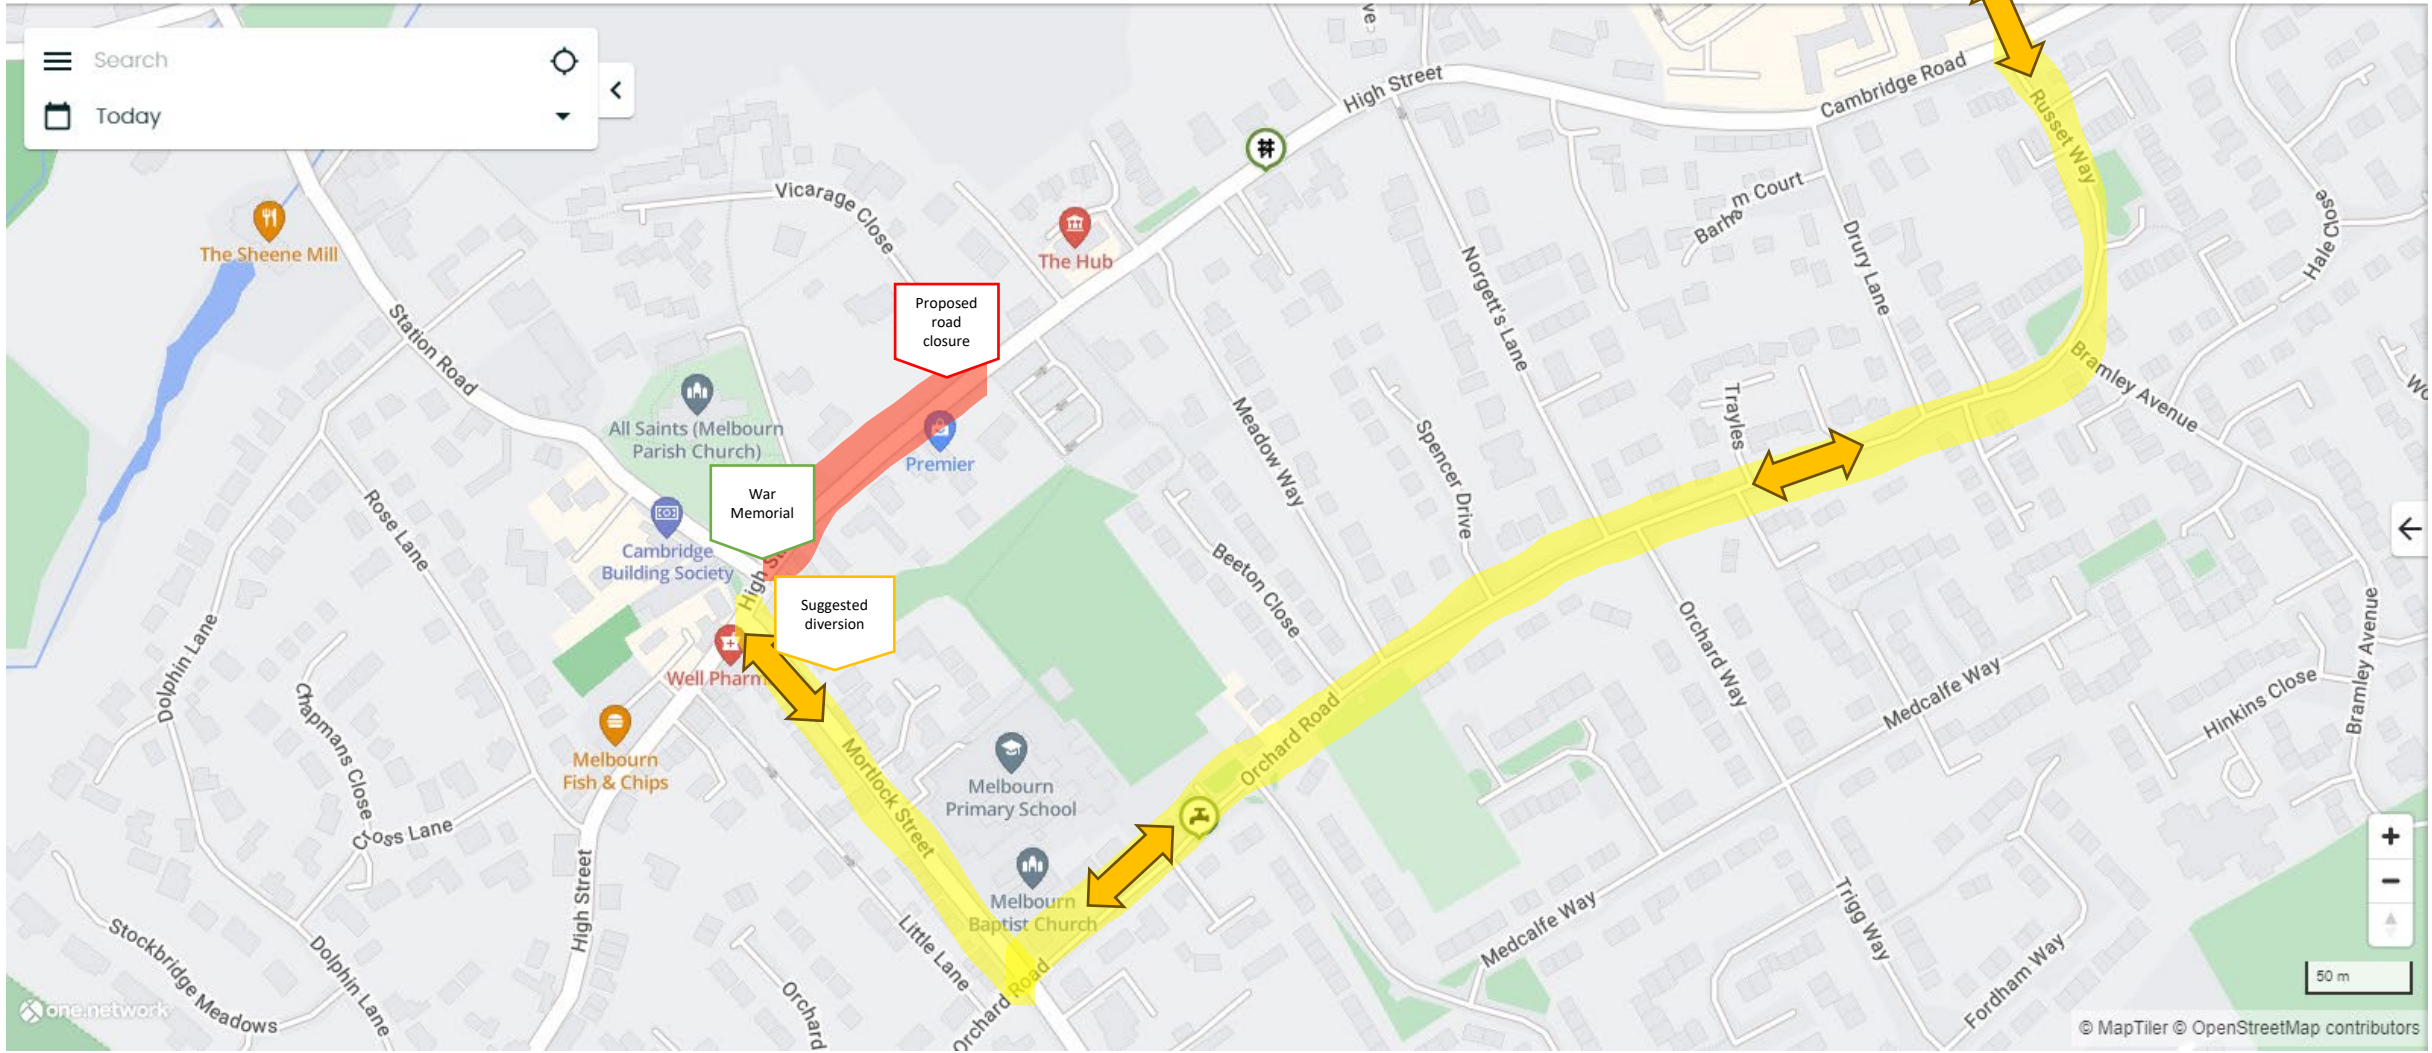 Search
Today
High Street
Cambridge Road
Russet Way
Vicarage Close
Barham Court
Drury Lane
Hale Close
The Sheene Mill
The Hub
Norgett's Lane
Station Road
Proposed
road
closure
Bramley Avenue
Trayles
All Saints (Melbourn
Parish Church)
Premier
Meadow Way
Spencer Drive
War
Memorial
Rose Lane
Cambridge
Building Society
High St
Beeton Close
Suggested
diversion
Dolphin Lane
Well Pharm
Orchard Way
Medcalfe Way
Bramley Avenue
Hinkins Close
Chapmans Close
Melbourn
Fish & Chips
Mortlock Street
Orchard Road
Melbourn
Primary School
Cross Lane
High Street
Melbourn
Baptist Church
Little Lane
Medcalfe Way
Trigg Way
Stockbridge Meadows
Dolphin Lane
Orchard
Orchard Road
Fordham Way
50 m
one.network
© MapTiler © OpenStreetMap contributors